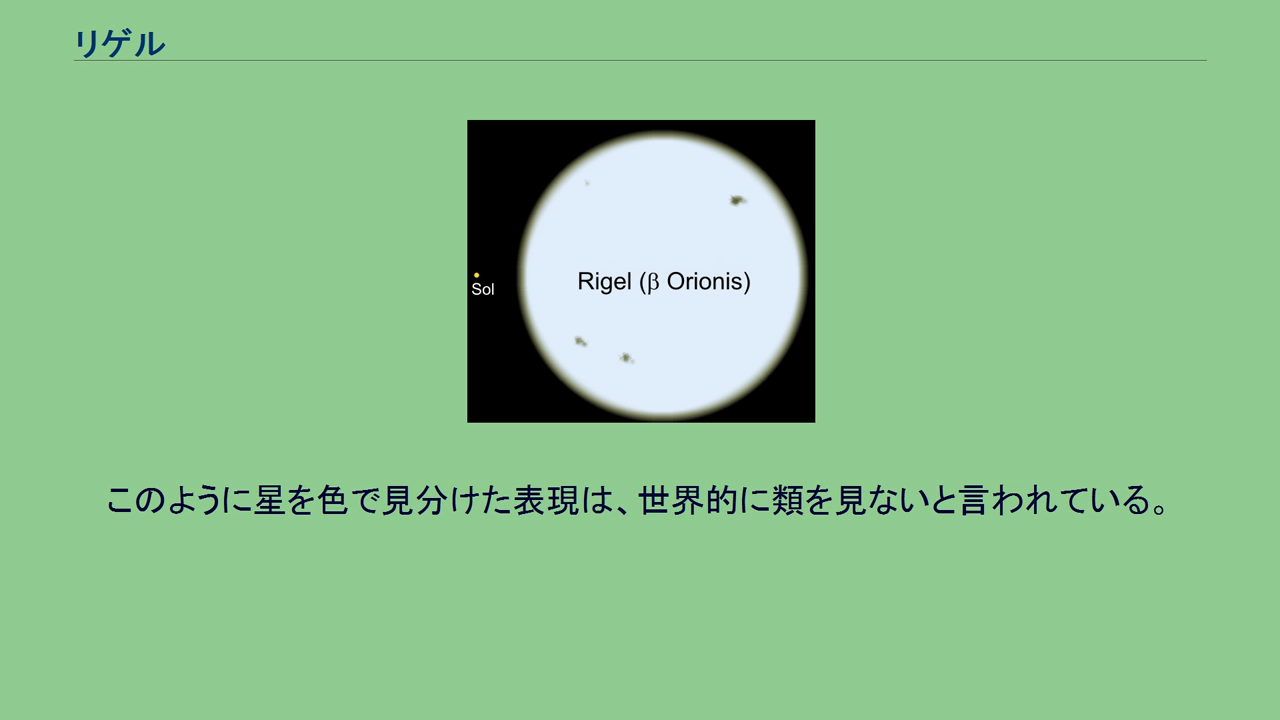 リゲル
Rigel (β Orionis)
Sol
このように星を色で見分けた表現は、世界的に類を見ないと言われている。